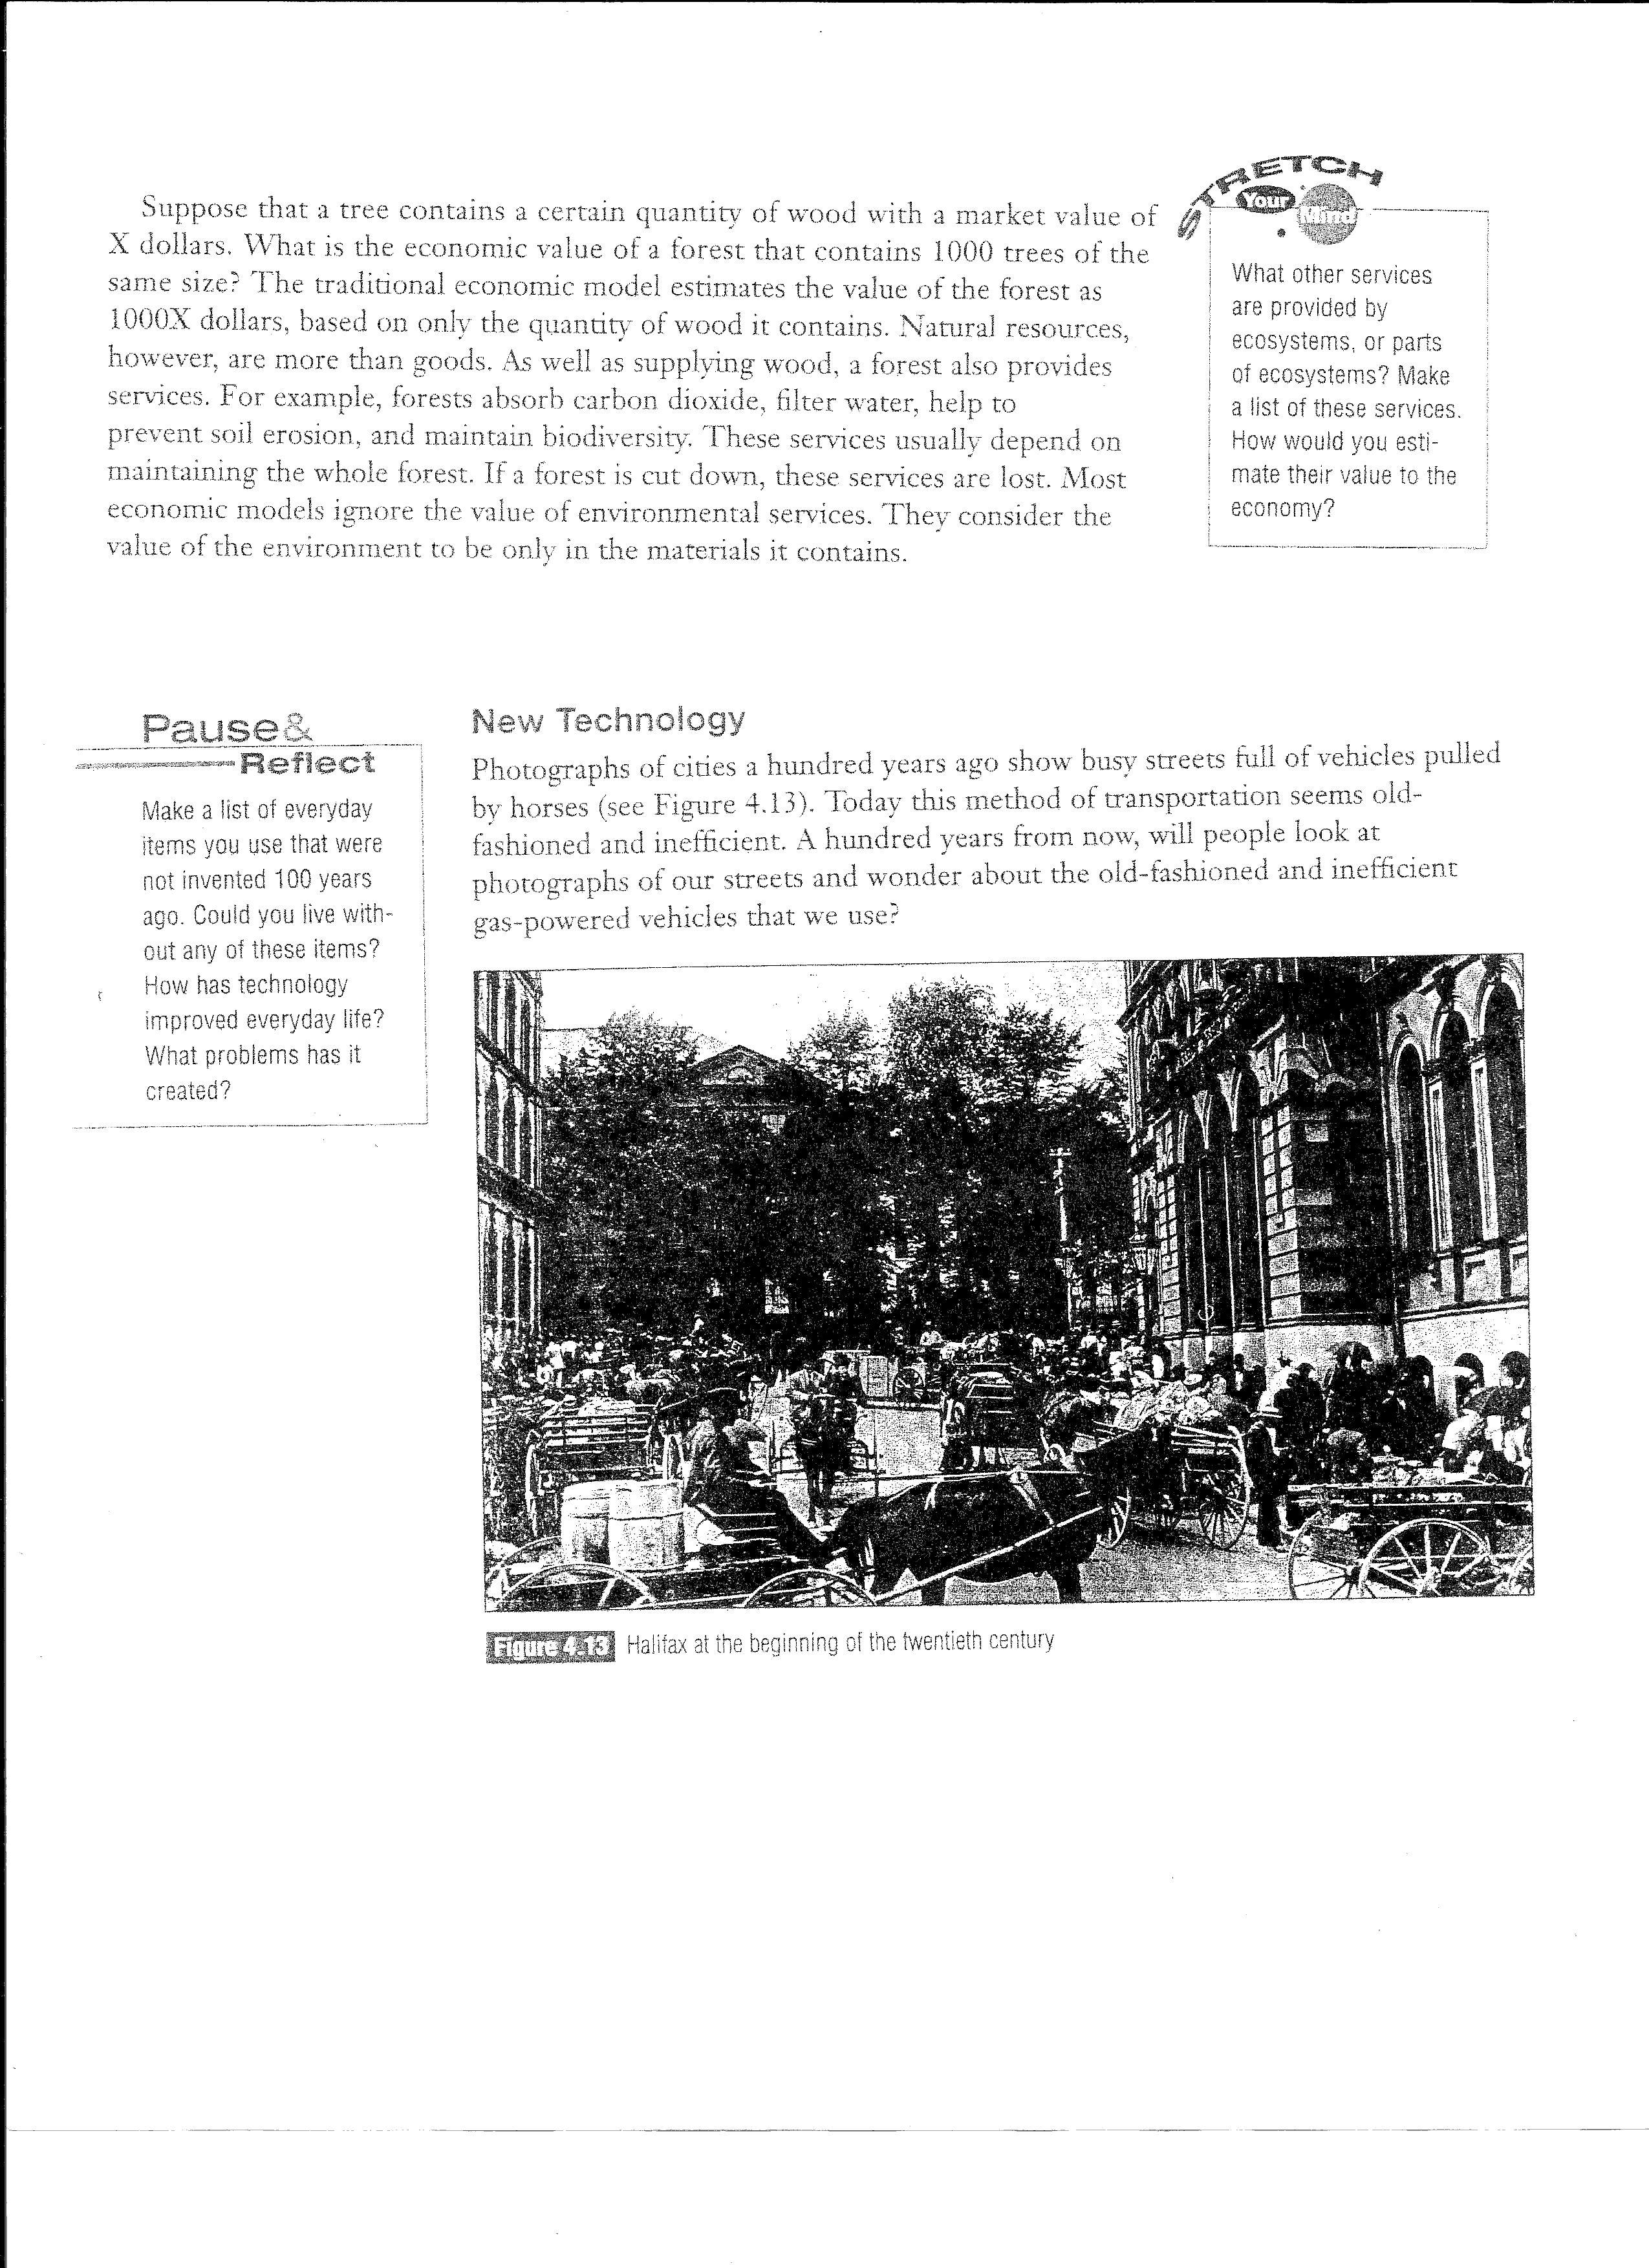 Suppose that a tree contains a certain quantity of wood with a market value of
X dollars. What is the economic value of a forest that contains 1000 trees of the
same size? The traditional economic model estimates the value of the forest as
1000X dollars, based on only the quantity of wood it contains. Natural resources,
however, are more than goods. As well as supplying wood, a forest also provides
services. For example, forests absorb carbon dioxide, filter water, help to
prevent soil erosion, and maintain biodiversity. These services usually depend on
maintaining the whole forest. If a forest is cut down, these services are lost. Most
economic models ignore the value of environmental services. They consider the
value of the environment to be only in the materials it contains.
STRETCH
Your
Mind
What other services
are provided by
ecosystems, or parts
of ecosystems? Make
a list of these services.
How would you esti-
mate their value to the
economy?
Pause&
Reflect
Make a list of everyday
items you use that were
not invented 100 years
ago. Could you live with-
out any of these items?
How has technology
improved everyday life?
What problems has it
created?
New Technology
Photographs of cities a hundred years ago show busy streets full of vehicles pulled
by horses (see Figure 4.13). Today this method of transportation seems old-
fashioned and inefficient. A hundred years from now, will people look at
photographs of our streets and wonder about the old-fashioned and inefficient
gas-powered vehicles that we use?
Figure 4.13 Halifax at the beginning of the twentieth century